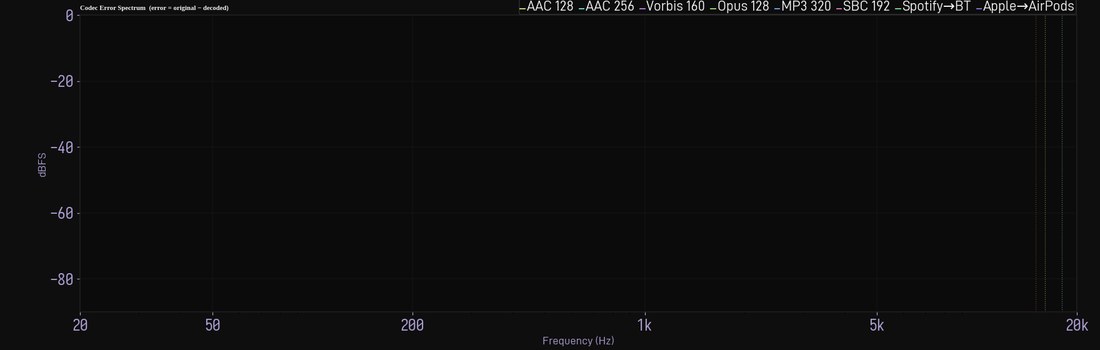 Codec Error Spectrum (error = original − decoded)
AAC 128 AAC 256 Vorbis 160 Opus 128 MP3 320 SBC 192 Spotify→BT Apple→AirPods
0
−20
−40
−60
−80
dBFS
20 50 200 1k 5k 20k
Frequency (Hz)